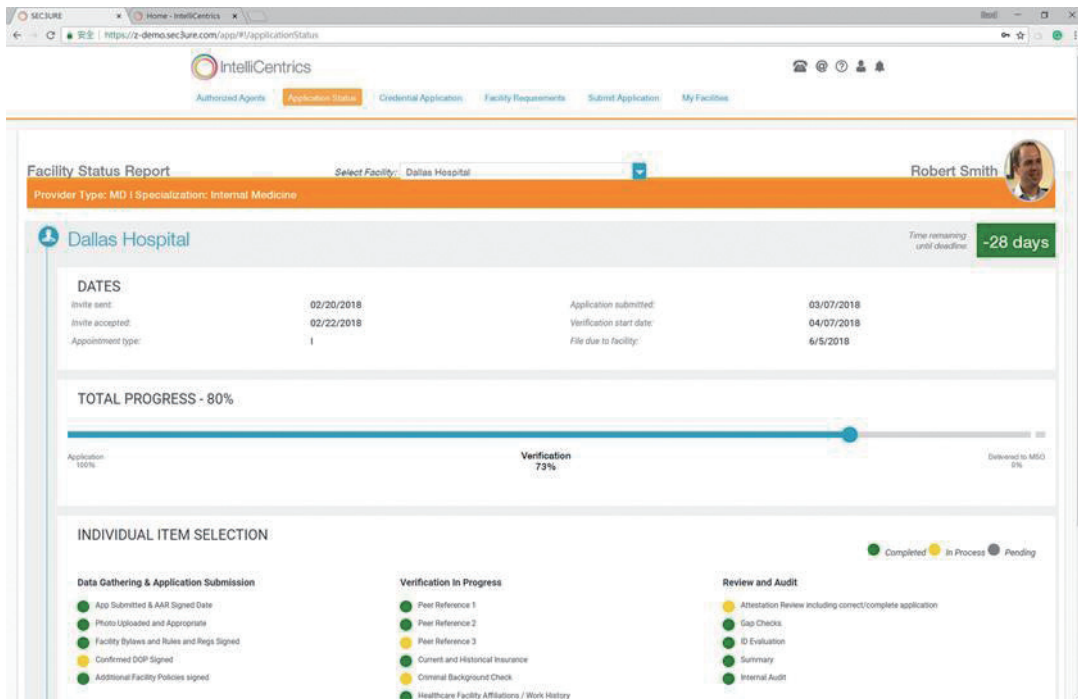 SEC3URE
Home - IntelliCentrics
安全 https://z-demo.sec3ure.com/app/#!/applicationStatus
IntelliCentrics
Authorized Agents Application Status Credential Application Facility Requirements Submit Application My Facilities
Facility Status Report Select Facility: Dallas Hospital Robert Smith
Provider Type: MD | Specialization: Internal Medicine
Dallas Hospital Time remaining until deadline -28 days
DATES
Invite sent: 02/20/2018 Application submitted: 03/07/2018
Invite accepted: 02/22/2018 Verification start date: 04/07/2018
Appointment type: I File due to facility: 6/5/2018
TOTAL PROGRESS - 80%
Application Verification Delivered to MSO
100% 73% 0%
INDIVIDUAL ITEM SELECTION
Completed In Process Pending
Data Gathering & Application Submission Verification In Progress Review and Audit
App Submitted & AAR Signed Date Peer Reference 1 Attestation Review including correct/complete application
Photo Uploaded and Appropriate Peer Reference 2 Gap Checks
Facility Bylaws and Rules and Regs Signed Peer Reference 3 ID Evaluation
Confirmed DOP Signed Current and Historical Insurance Summary
Additional Facility Policies signed Criminal Background Check Internal Audit
Healthcare Facility Affiliations / Work History